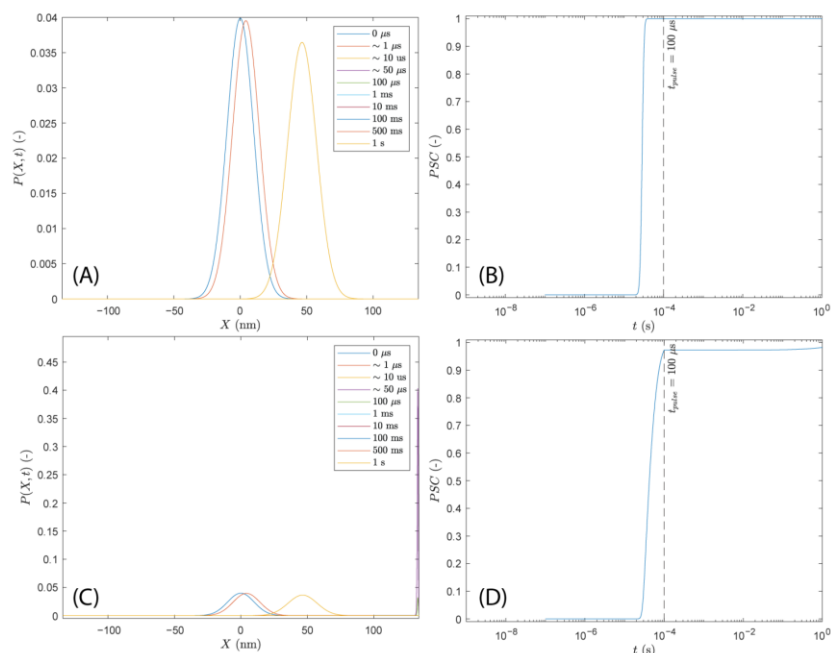 0.04
0.035
0.03
0.025
0.02
0.015
0.01
0.005
0
P(X, t) (-)
−100
−50
0
50
100
X (nm)
0 μs
∼ 1 μs
∼ 10 us
∼ 50 μs
100 μs
1 ms
10 ms
100 ms
500 ms
1 s
(A)
1
0.9
0.8
0.7
0.6
0.5
0.4
0.3
0.2
0.1
0
PSC (-)
10⁻⁸
10⁻⁶
10⁻⁴
10⁻²
10⁰
t (s)
t_pulse = 100 μs
(B)
0.45
0.4
0.35
0.3
0.25
0.2
0.15
0.1
0.05
0
P(X, t) (-)
−100
−50
0
50
100
X (nm)
0 μs
∼ 1 μs
∼ 10 us
∼ 50 μs
100 μs
1 ms
10 ms
100 ms
500 ms
1 s
(C)
1
0.9
0.8
0.7
0.6
0.5
0.4
0.3
0.2
0.1
0
PSC (-)
10⁻⁸
10⁻⁶
10⁻⁴
10⁻²
10⁰
t (s)
t_pulse = 100 μs
(D)